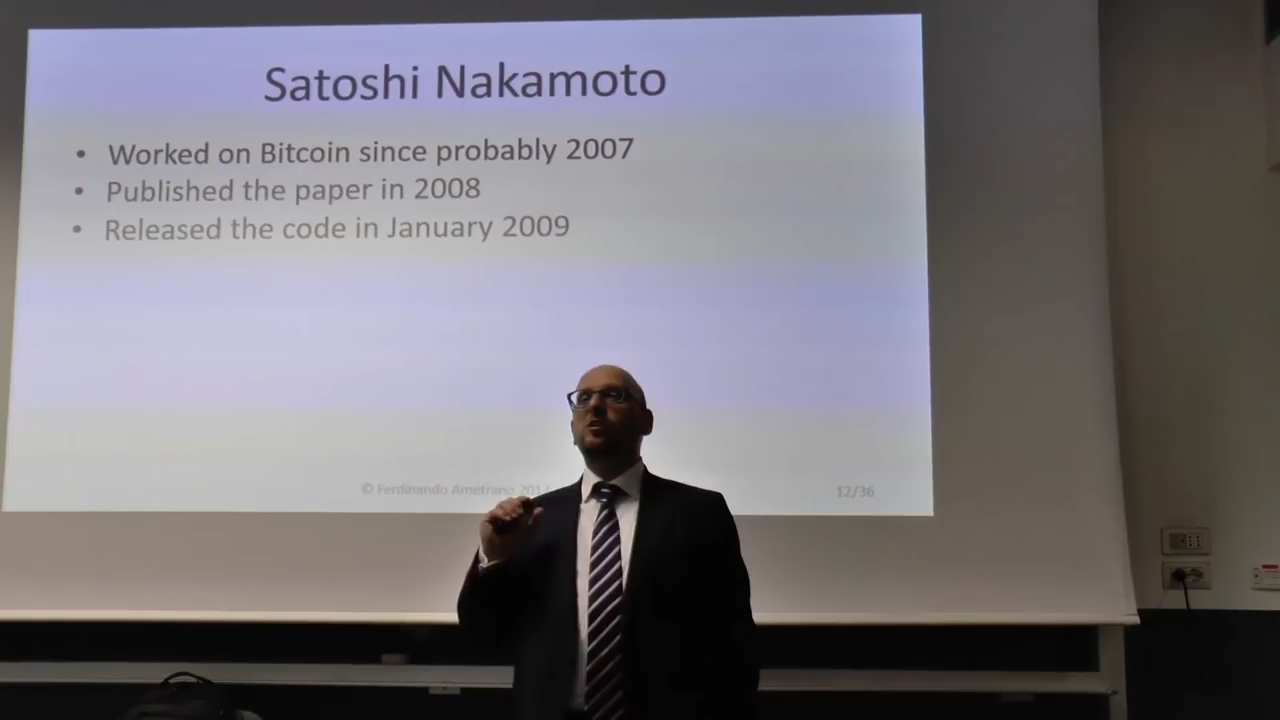 Satoshi Nakamoto
• Worked on Bitcoin since probably 2007
• Published the paper in 2008
• Released the code in January 2009
© Ferdinando Ametrano
12/36